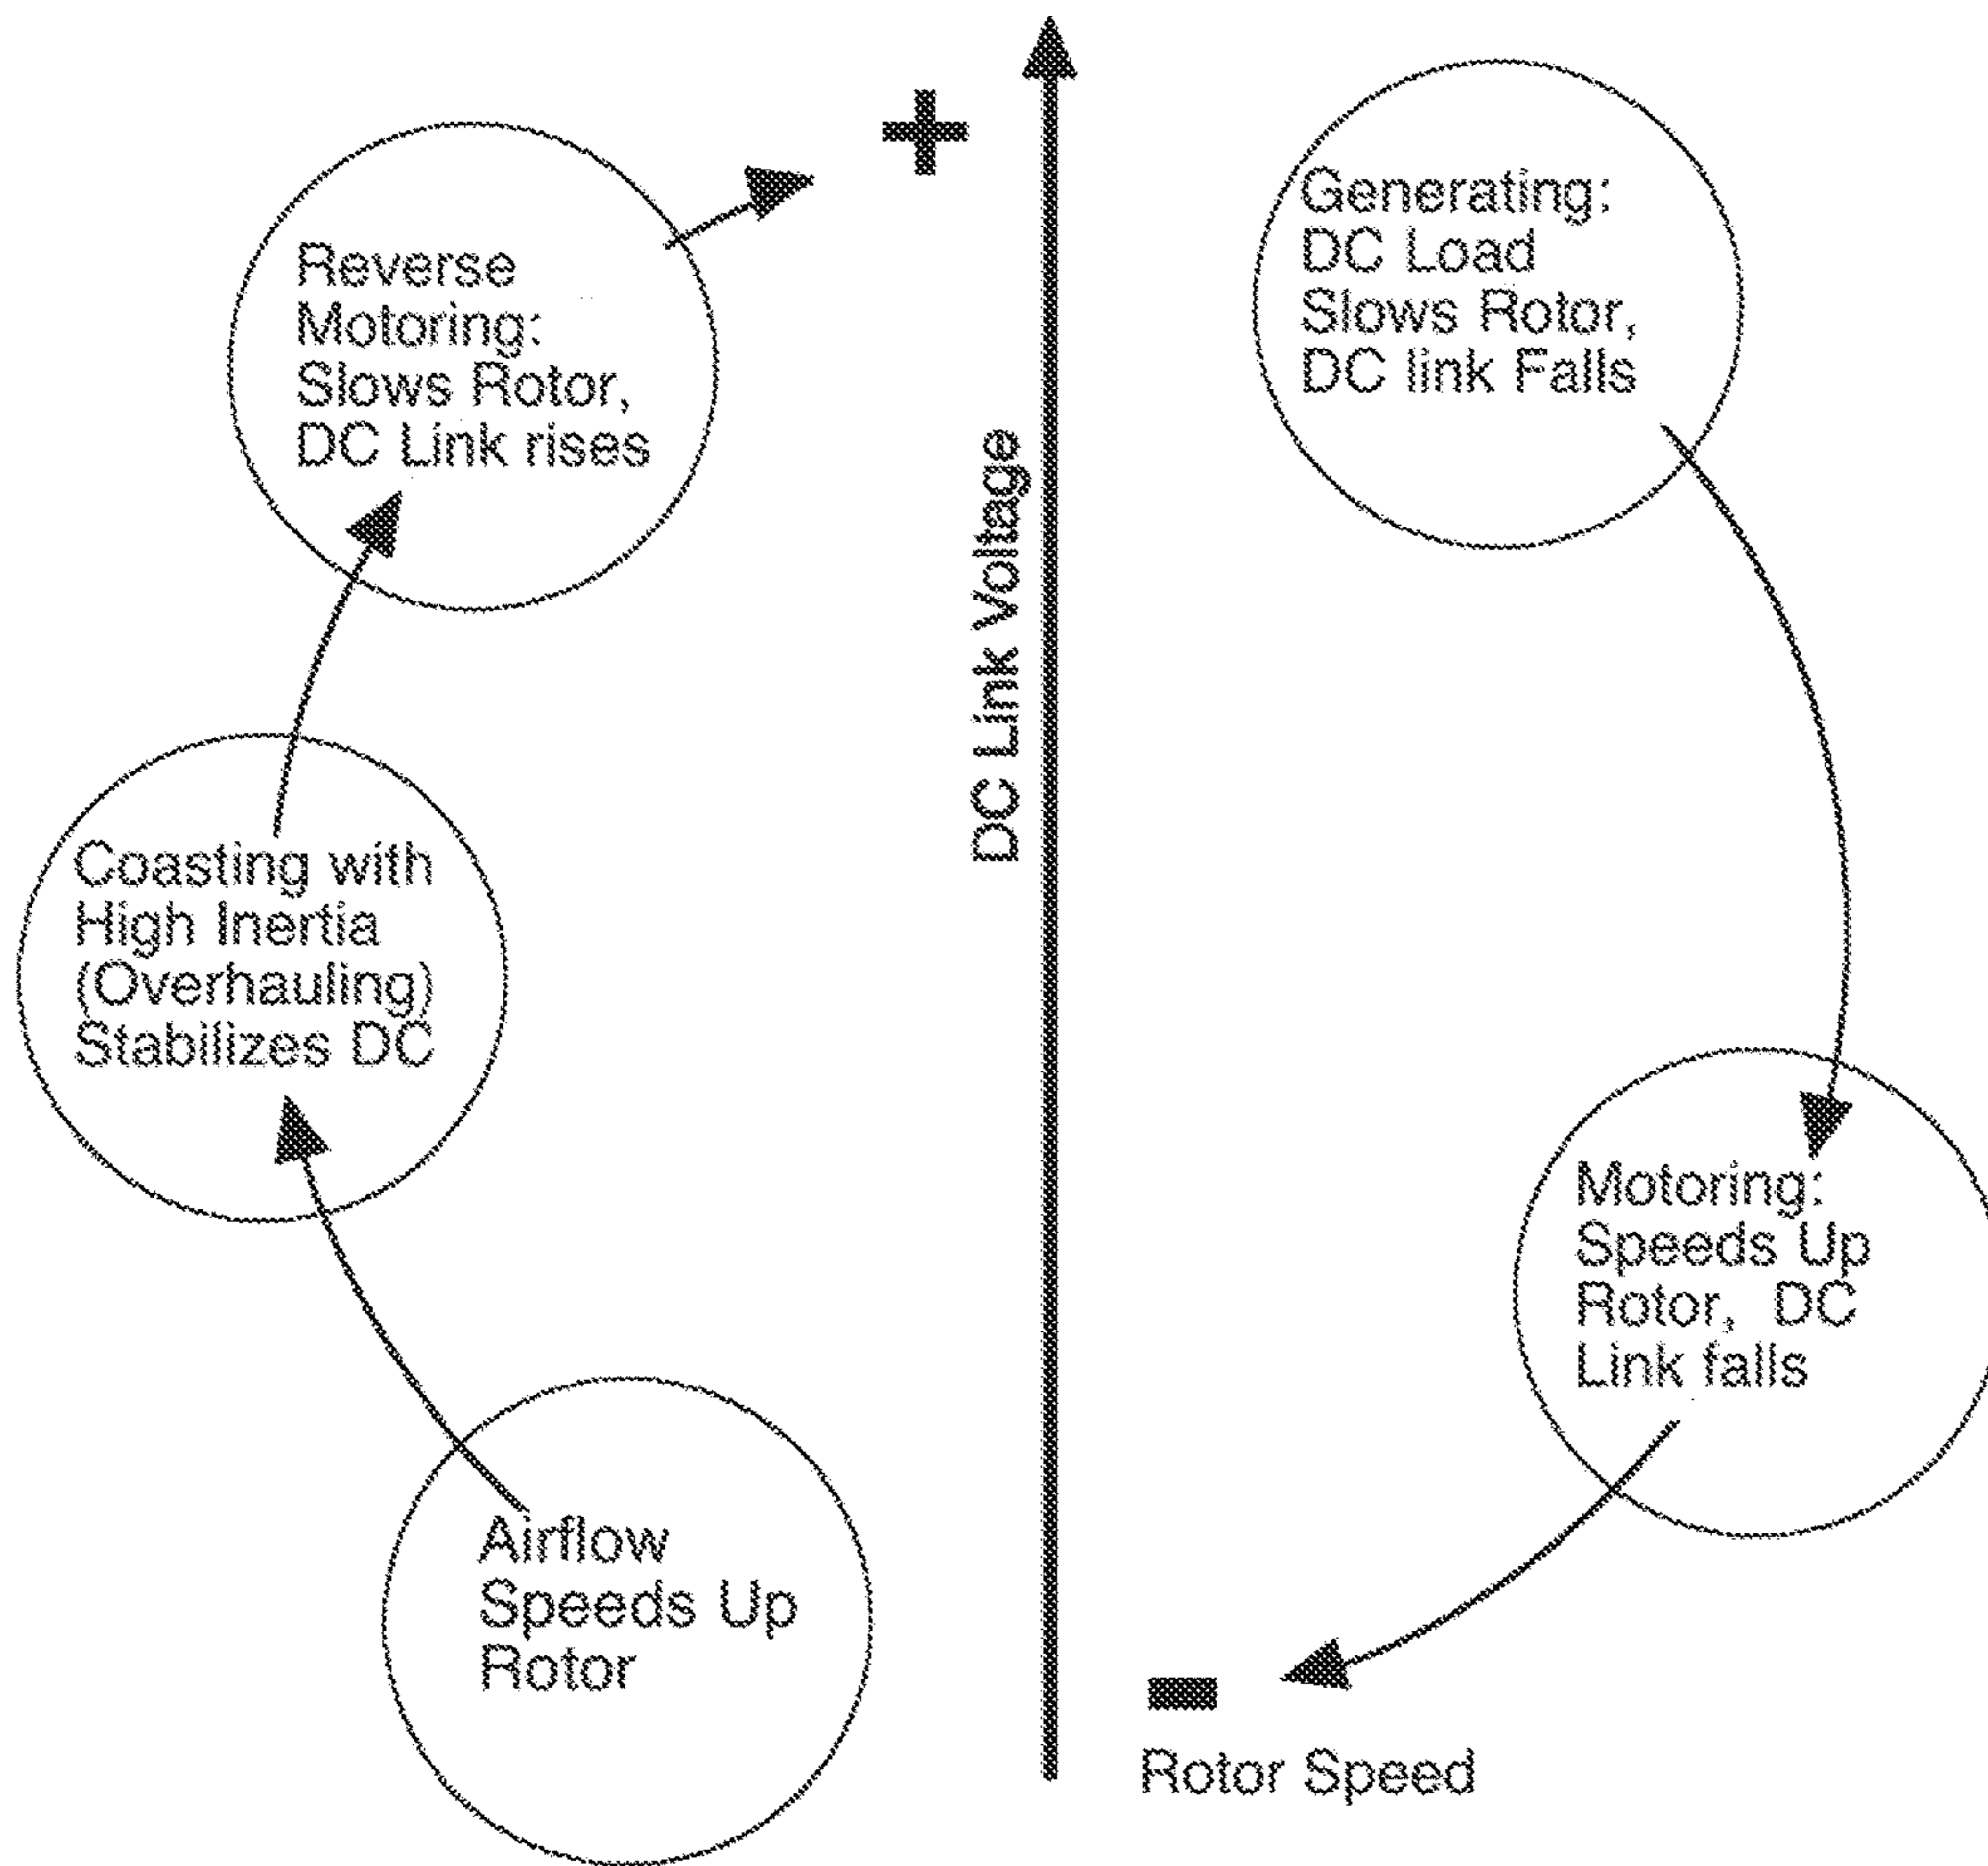 +
Reverse
Motoring:
Slows Rotor,
DC Link rises
Coasting with
High Inertia
(Overhauling)
Stabilizes DC
Airflow
Speeds Up
Rotor
DC Link Voltage
Generating:
DC Load
Slows Rotor,
DC link Falls
Motoring:
Speeds Up
Rotor, DC
Link falls
-
Rotor Speed